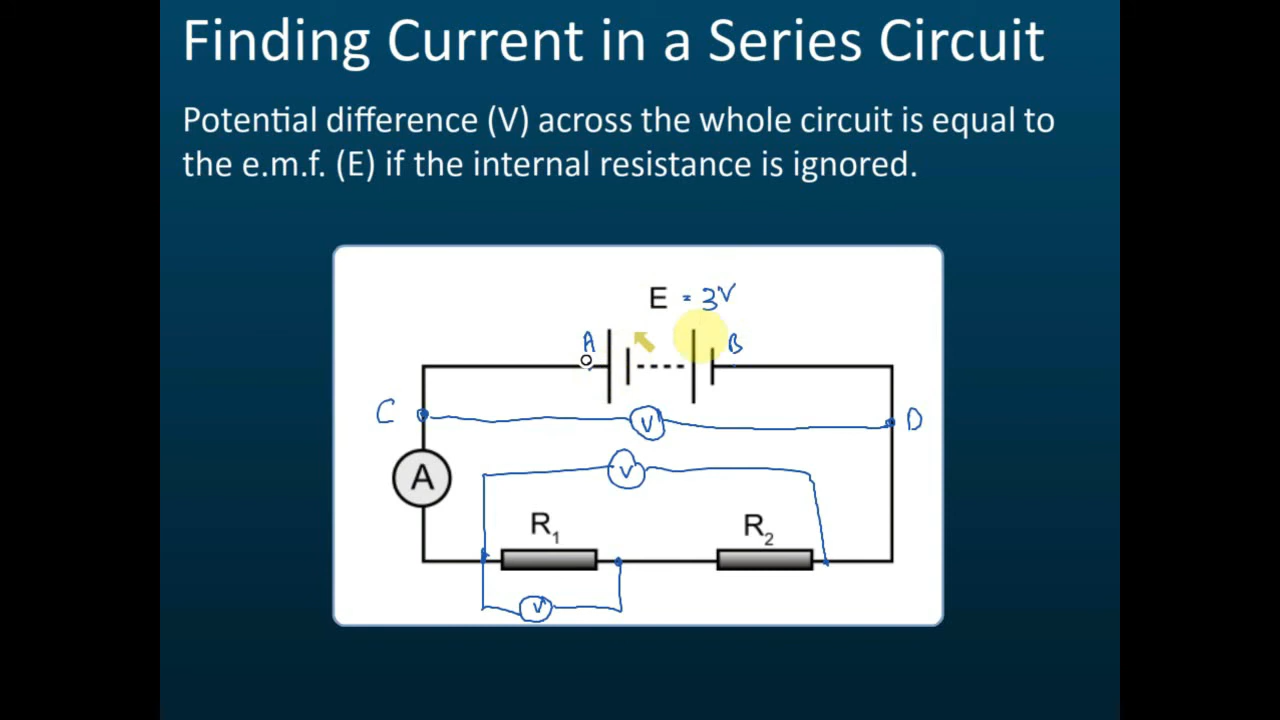 Finding Current in a Series Circuit
Potential difference (V) across the whole circuit is equal to
the e.m.f. (E) if the internal resistance is ignored.
E = 3V
A
B
C
V
D
V
A
R1
R2
V